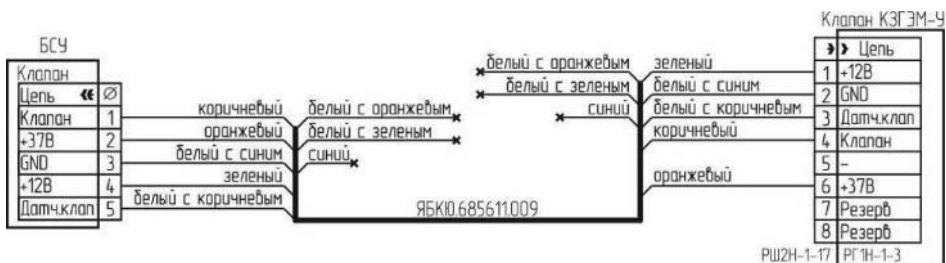 Клапан КЗГЭМ-У
БСУ
Клапан
Цепь
Клапан 1
+37В 2
GND 3
+12В 4
Датч.клап 5
коричневый
оранжевый
белый с синим
зеленый
белый с коричневым
белый с оранжевым
белый с зеленым
синий
ЯБКЮ.685611.009
белый с оранжевым
белый с зеленым
синий
зеленый
белый с синим
белый с коричневым
коричневый
оранжевый
Цепь
1 +12В
2 GND
3 Датч.клап
4 Клапан
5 -
6 +37В
7 Резерв
8 Резерв
РШ2Н-1-17 РГ1Н-1-3